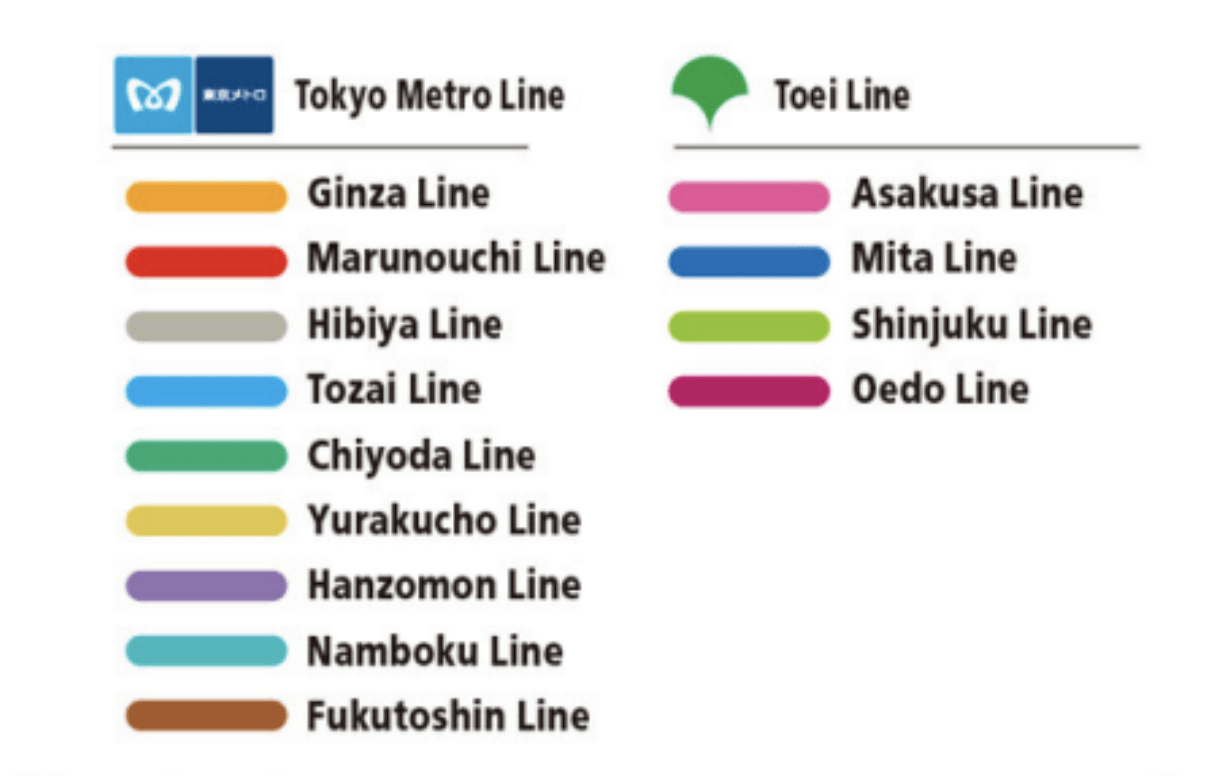 東京メトロ Tokyo Metro Line
Ginza Line
Marunouchi Line
Hibiya Line
Tozai Line
Chiyoda Line
Yurakucho Line
Hanzomon Line
Namboku Line
Fukutoshin Line
Toei Line
Asakusa Line
Mita Line
Shinjuku Line
Oedo Line